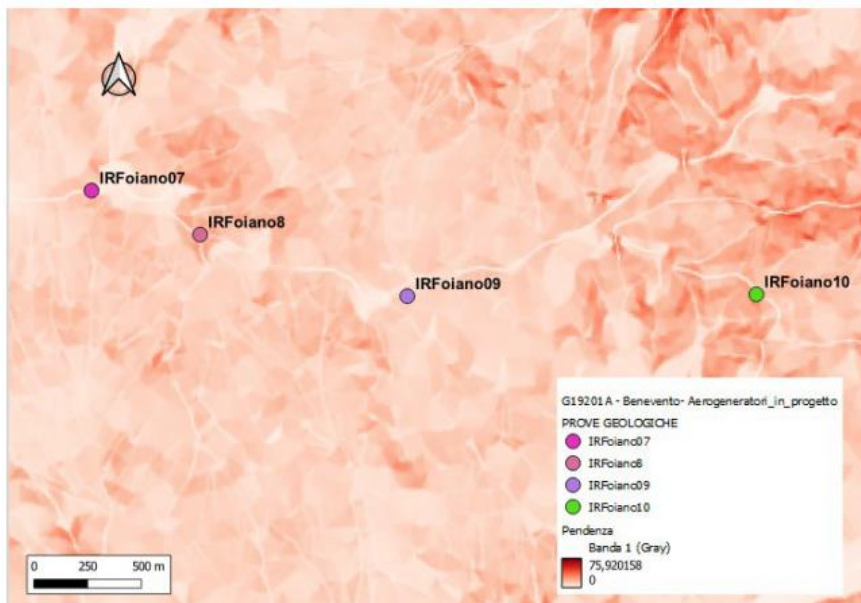 IRFoiano07
IRFoiano8
IRFoiano09
IRFoiano10
G19201A - Benevento- Aerogeneratori_in_progetto
PROVE GEOLOGICHE
IRFoiano07
IRFoiano8
IRFoiano09
IRFoiano10
Pendenza
Banda 1 (Gray)
75,920158
0
0 250 500 m